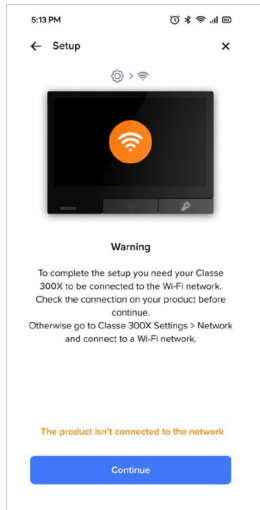 5:13 PM
Setup
>
Warning
To complete the setup you need your Classe
300X to be connected to the Wi-Fi network.
Check the connection on your product before
continue.
Otherwise go to Classe 300X Settings > Network
and connect to a Wi-Fi network.
The product isn't connected to the network
Continue